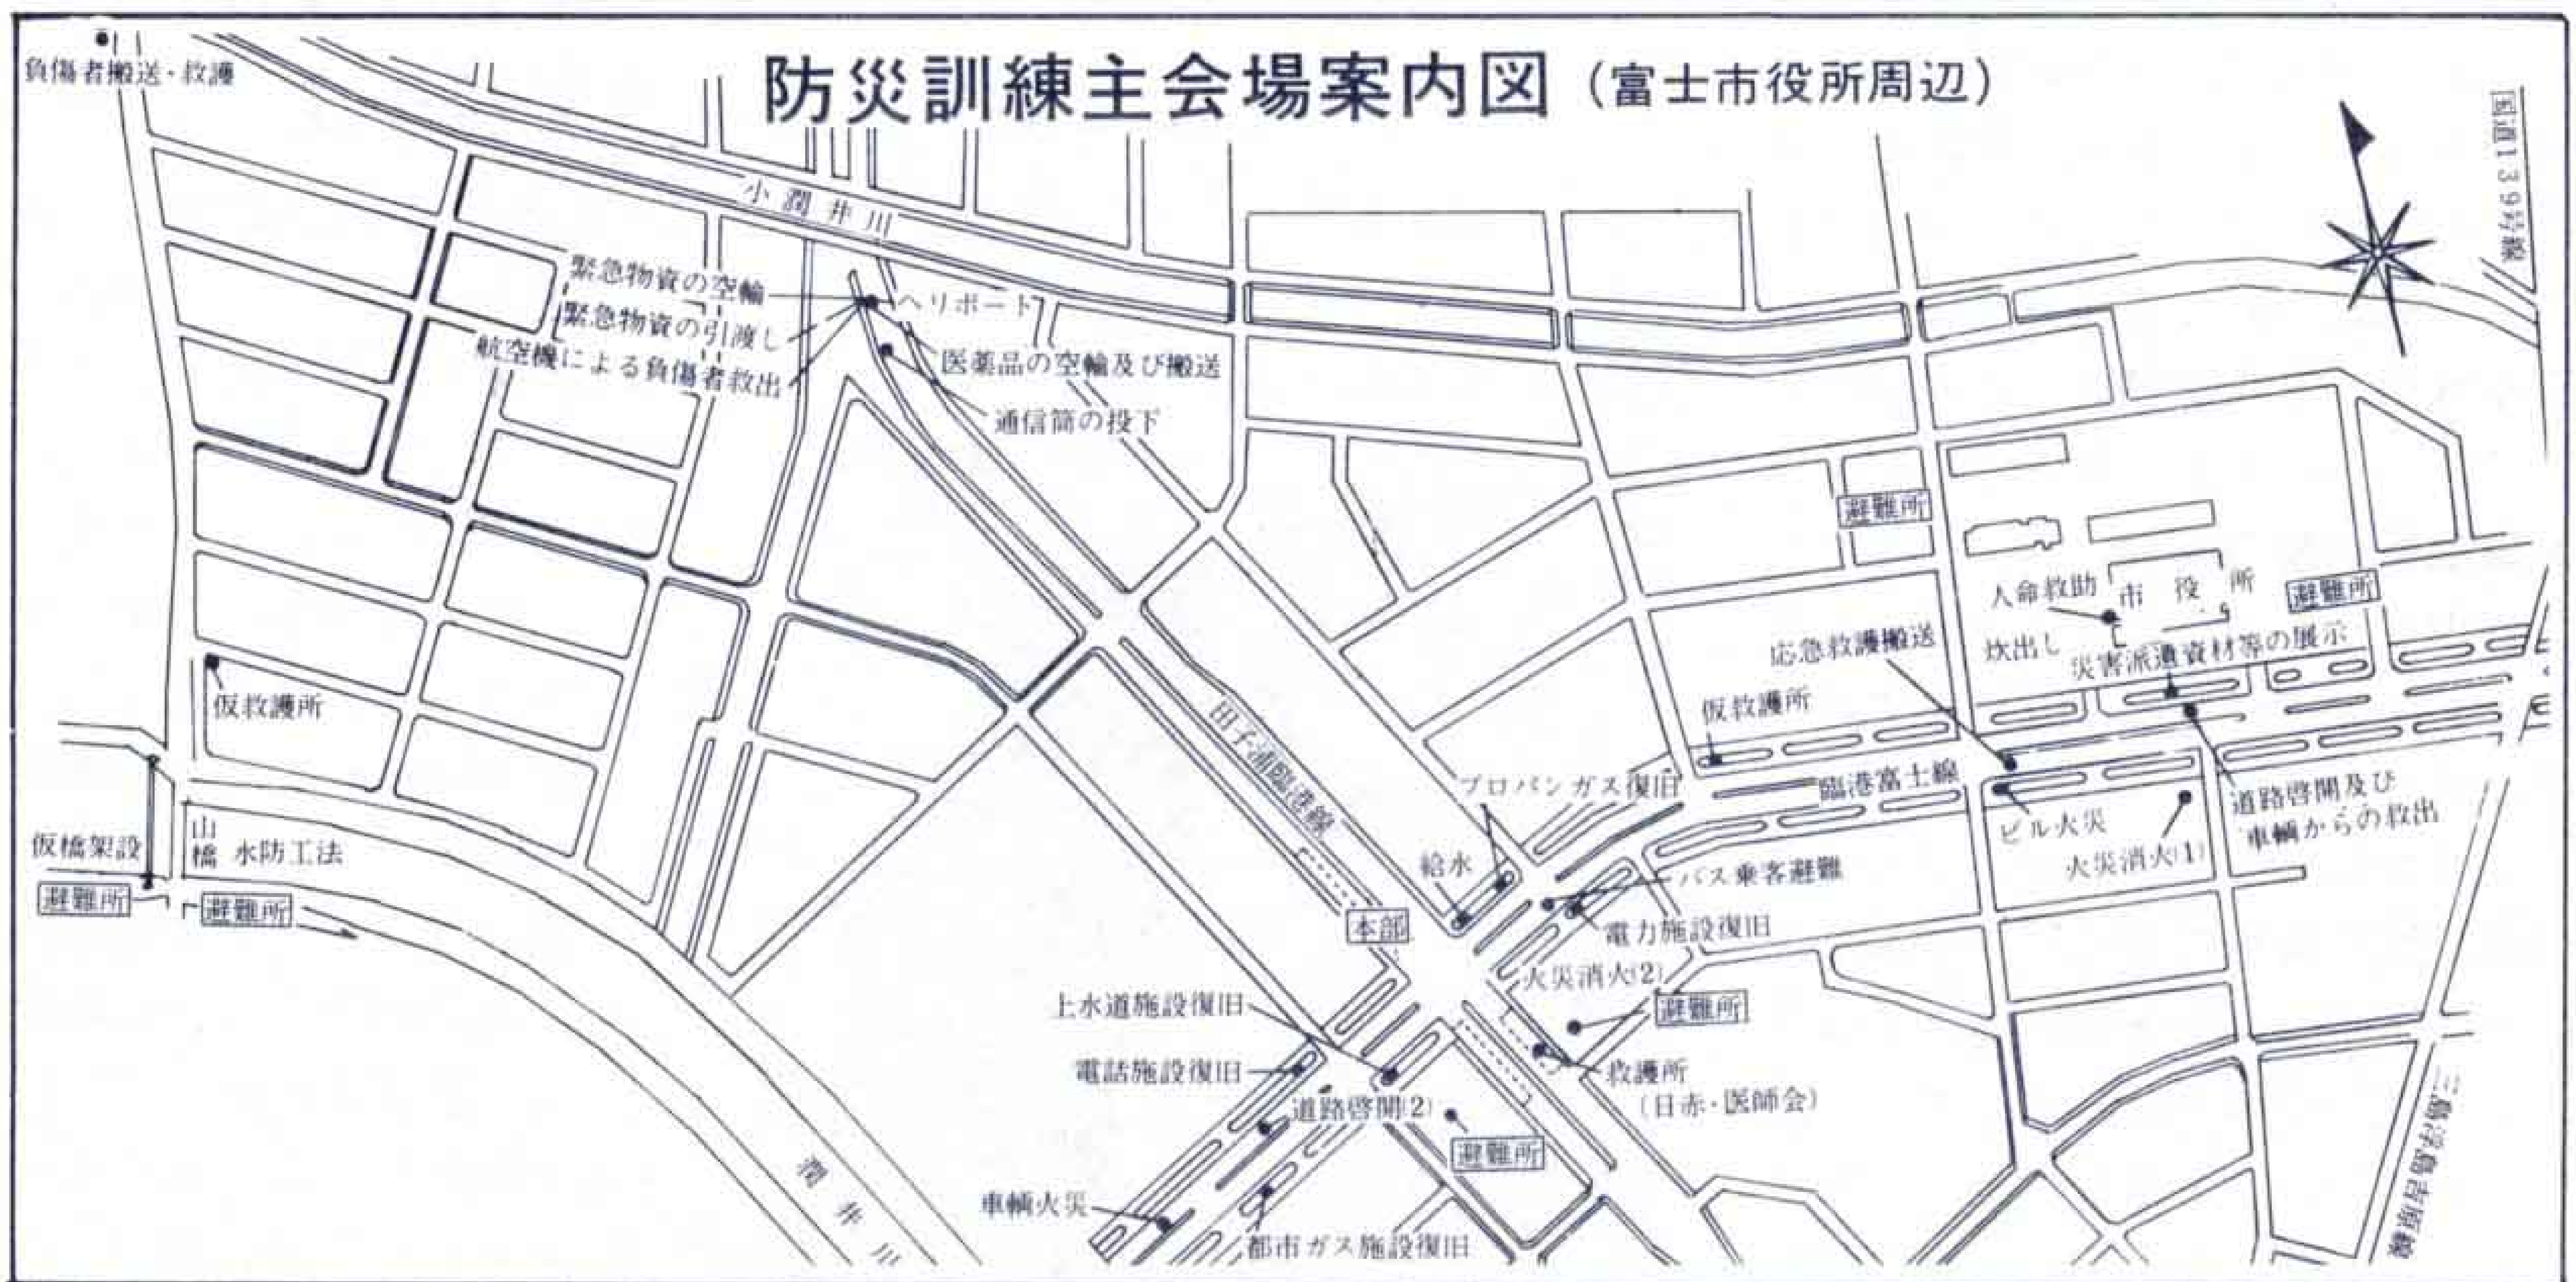 防災訓練主会場案内図(富士市役所周辺)
負傷者搬送・救護
国道139号線
小潤井川
緊急物資の空輸
緊急物資の引渡し
航空機による負傷者救出
ヘリポート
医薬品の空輸及び搬送
通信筒の投下
避難所
人命救助
市役所
避難所
炊出し
災害派遣資材等の展示
応急救護搬送
仮救護所
仮救護所
田子浦臨港線
プロパンガス復旧
臨港富士線
道路啓開及び
車輌からの救出
ビル火災
火災消火(1)
仮橋架設
山橋
水防工法
避難所
避難所
給水
バス乗客避難
電力施設復旧
本部
火災消火(2)
避難所
上水道施設復旧
電話施設復旧
救護所
(日赤・医師会)
道路啓開(2)
避難所
車輌火災
都市ガス施設復旧
潤井川
三島浮島吉原線